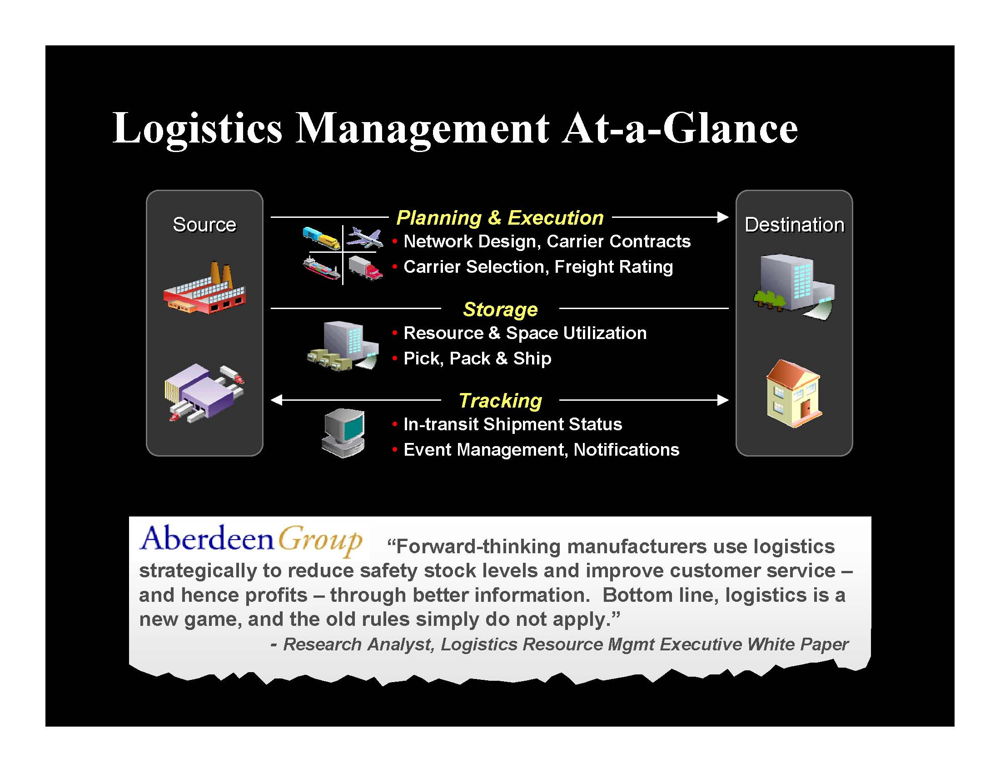 Logistics Management At-a-Glance
Source
Planning & Execution
• Network Design, Carrier Contracts
• Carrier Selection, Freight Rating
Storage
• Resource & Space Utilization
• Pick, Pack & Ship
Tracking
• In-transit Shipment Status
• Event Management, Notifications
Destination
AberdeenGroup “Forward-thinking manufacturers use logistics
strategically to reduce safety stock levels and improve customer service –
and hence profits – through better information.  Bottom line, logistics is a
new game, and the old rules simply do not apply.”
- Research Analyst, Logistics Resource Mgmt Executive White Paper